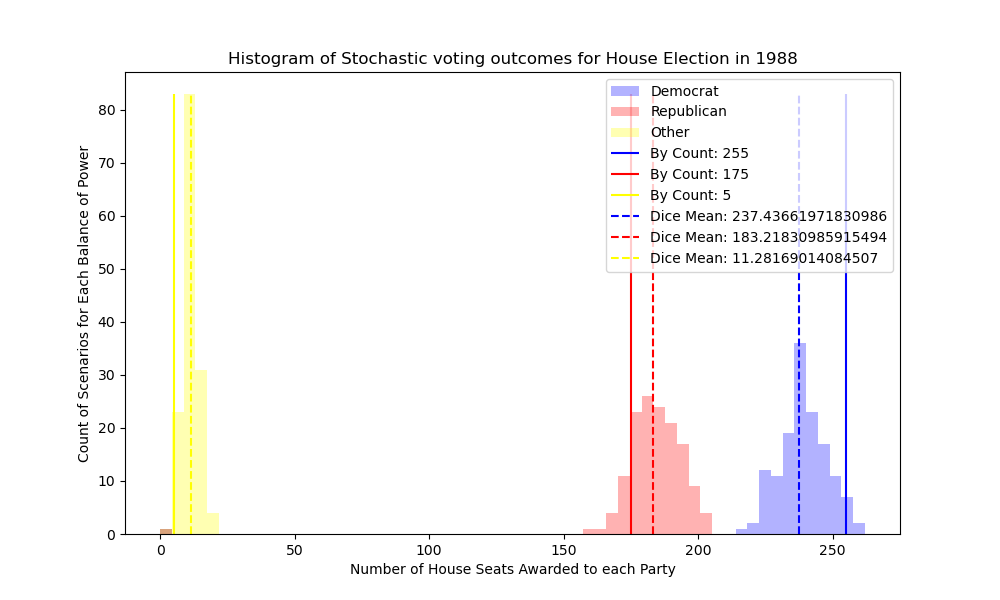 Histogram of Stochastic voting outcomes for House Election in 1988
Count of Scenarios for Each Balance of Power
80
70
60
50
40
30
20
10
0
Democrat
Republican
Other
By Count: 255
By Count: 175
By Count: 5
Dice Mean: 237.43661971830986
Dice Mean: 183.21830985915494
Dice Mean: 11.28169014084507
0 50 100 150 200 250
Number of House Seats Awarded to each Party